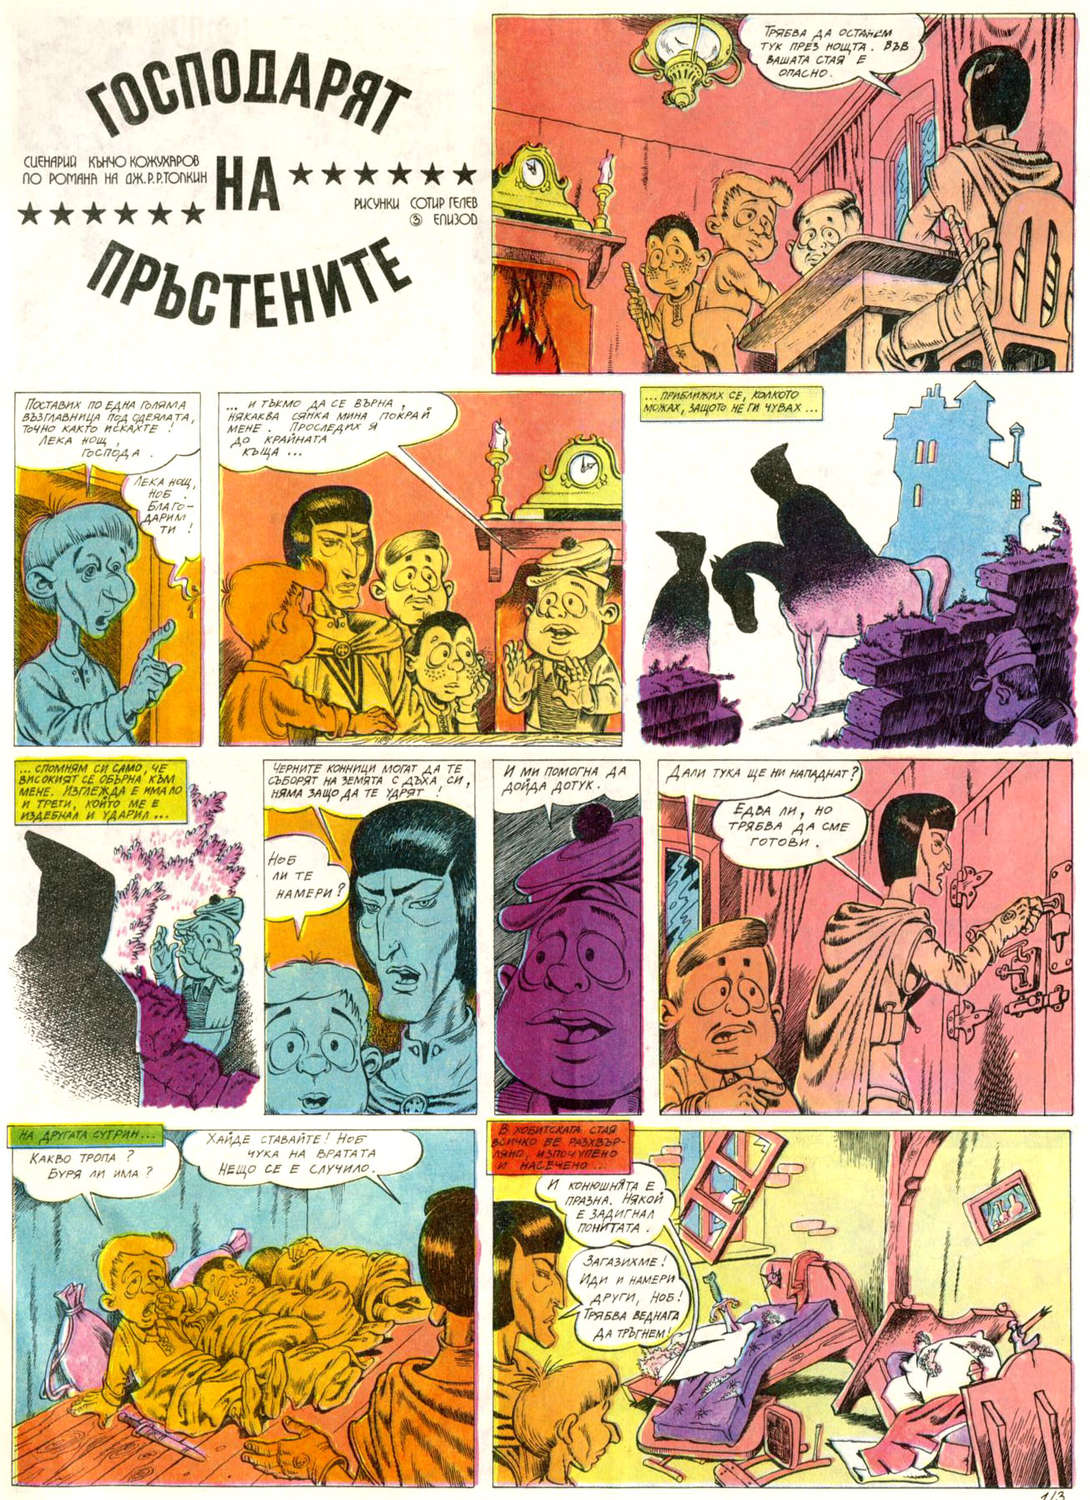 ГОСПОДАРЯТ
НА
ПРЪСТЕНИТЕ
СЦЕНАРИЙ КЪНЧО КОЖУХАРОВ
ПО РОМАНА НА ДЖ.Р.Р.ТОЛКИН
РИСУНКИ СОТИР ГЕЛЕВ
③ ЕПИЗОД
ТРЯБВА ДА ОСТАНЕМ
ТУК ПРЕЗ НОЩТА. ВЪВ
ВАШАТА СТАЯ Е
ОПАСНО.
ПОСТАВИХ ПО ЕДНА ГОЛЯМА
ВЪЗГЛАВНИЦА ПОД ОДЕЯЛАТА,
ТОЧНО КАКТО ИСКАХТЕ!
ЛЕКА НОЩ,
ГОСПОДА.
ЛЕКА НОЩ,
НОБ.
БЛАГО-
ДАРИМ
ТИ!
... И ТЪКМО ДА СЕ ВЪРНА,
НЯКАКВА СЯНКА МИНА ПОКРАЙ
МЕНЕ. ПРОСЛЕДИХ Я
ДО КРАЙНАТА
КЪЩА...
...ПРИБЛИЖИХ СЕ, КОЛКОТО
МОЖАХ, ЗАЩОТО НЕ ГИ ЧУВАХ...
...СПОМНЯМ СИ САМО, ЧЕ
ВИСОКИЯТ СЕ ОБЪРНА КЪМ
МЕНЕ. ИЗГЛЕЖДА Е ИМАЛО
И ТРЕТИ, КОЙТО МЕ Е
ИЗДЕБНАЛ И УДАРИЛ...
ЧЕРНИТЕ КОННИЦИ МОГАТ ДА ТЕ
СЪБОРЯТ НА ЗЕМЯТА С ДЪХА СИ,
НЯМА ЗАЩО ДА ТЕ УДРЯТ!
НОБ
ЛИ ТЕ
НАМЕРИ?
И МИ ПОМОГНА ДА
ДОЙДА ДОТУК.
ДАЛИ ТУКА ЩЕ НИ НАПАДНАТ?
ЕДВА ЛИ, НО
ТРЯБВА ДА СМЕ
ГОТОВИ.
НА ДРУГАТА СУТРИН...
КАКВО ТРОПА?
БУРЯ ЛИ ИМА?
ХАЙДЕ СТАВАЙТЕ! НОБ
ЧУКА НА ВРАТАТА
НЕЩО СЕ Е СЛУЧИЛО.
В ХОБИТСКАТА СТАЯ
ВСИЧКО БЕ РАЗХВЪР-
ЛЯНО, ИЗПОЧУПЕНО
И НАСЕЧЕНО...
И КОНЮШНЯТА Е
ПРАЗНА. НЯКОЙ
Е ЗАДИГНАЛ
ПОНИТАТА.
ЗАГАЗИХМЕ!
ИДИ И НАМЕРИ
ДРУГИ, НОБ!
ТРЯБВА ВЕДНАГА
ДА ТРЪГНЕМ!
1/3